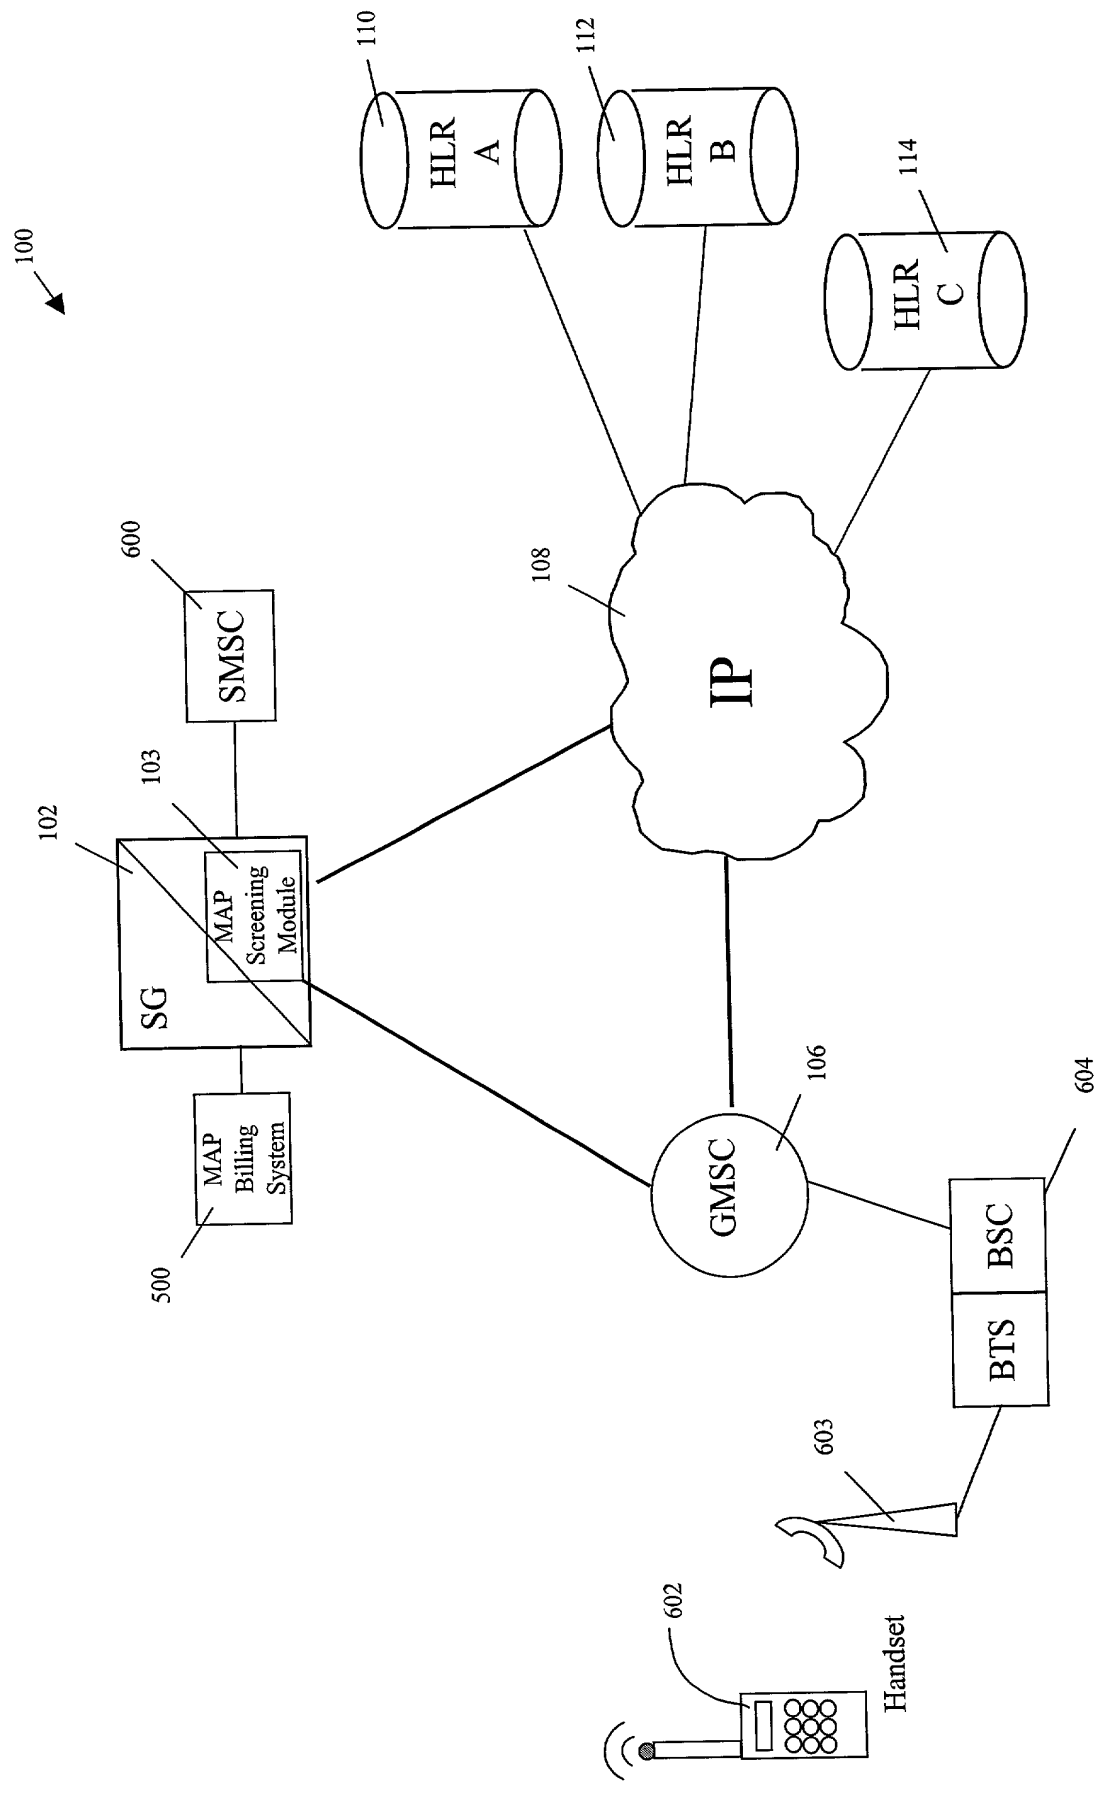 100
500
MAP
Billing
System
SG
102
103
MAP
Screening
Module
600
SMSC
110
HLR
A
112
HLR
B
HLR
C
114
108
IP
GMSC
106
602
Handset
603
BTS
BSC
604